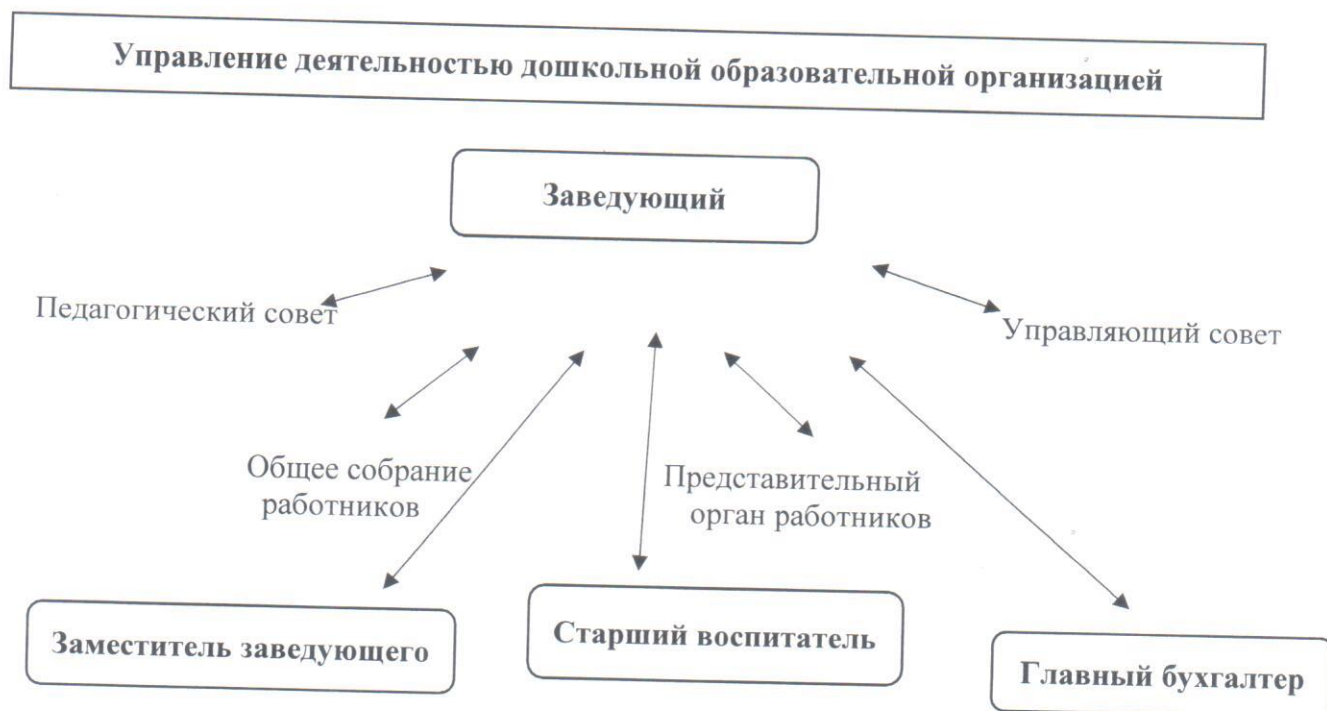 Управление деятельностью дошкольной образовательной организацией
Заведующий
Педагогический совет
Управляющий совет
Общее собрание
работников
Представительный
орган работников
Заместитель заведующего
Старший воспитатель
Главный бухгалтер